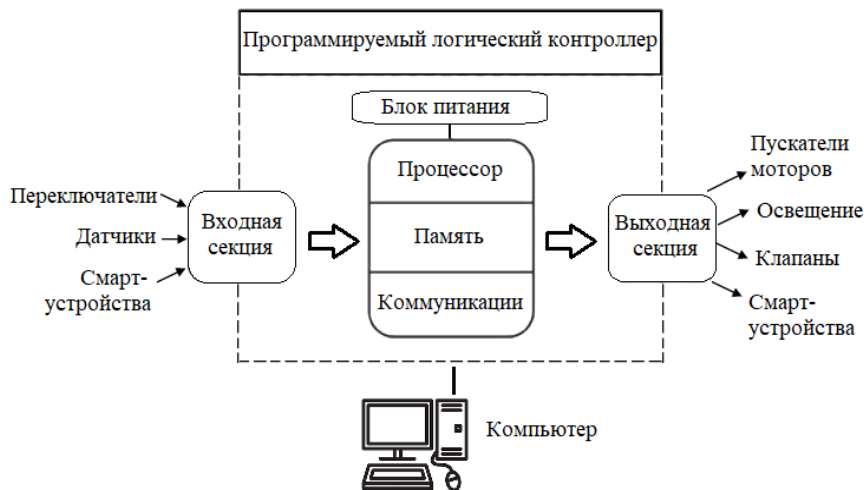 Программируемый логический контроллер
Блок питания
Процессор
Память
Коммуникации
Переключатели
Датчики
Смарт-
устройства
Входная
секция
Выходная
секция
Пускатели
моторов
Освещение
Клапаны
Смарт-
устройства
Компьютер